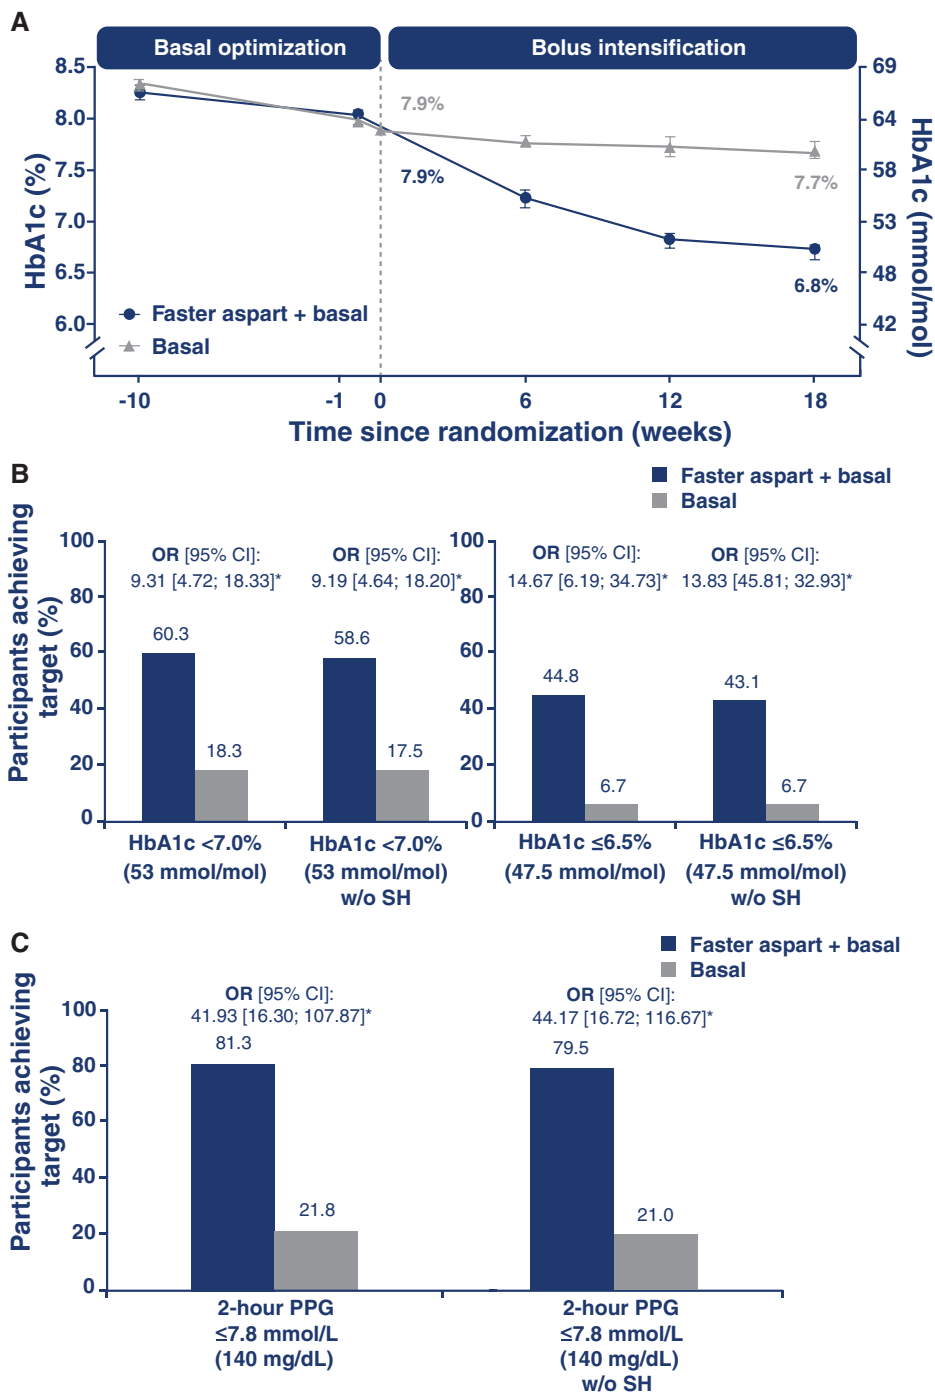 A
Basal optimization
Bolus intensification
HbA1c (%)
8.5
8.0
7.5
7.0
6.5
6.0
69
64
58
53
48
42
HbA1c (mmol/mol)
7.9%
7.9%
7.7%
6.8%
Faster aspart + basal
Basal
-10
-1
0
6
12
18
Time since randomization (weeks)
B
Faster aspart + basal
Basal
Participants achieving
target (%)
100
80
60
40
20
0
OR [95% CI]:
9.31 [4.72; 18.33]*
OR [95% CI]:
9.19 [4.64; 18.20]*
60.3
18.3
58.6
17.5
HbA1c <7.0%
(53 mmol/mol)
HbA1c <7.0%
(53 mmol/mol)
w/o SH
100
80
60
40
20
0
OR [95% CI]:
14.67 [6.19; 34.73]*
OR [95% CI]:
13.83 [45.81; 32.93]*
44.8
6.7
43.1
6.7
HbA1c ≤6.5%
(47.5 mmol/mol)
HbA1c ≤6.5%
(47.5 mmol/mol)
w/o SH
C
Faster aspart + basal
Basal
Participants achieving
target (%)
100
80
60
40
20
0
OR [95% CI]:
41.93 [16.30; 107.87]*
81.3
21.8
OR [95% CI]:
44.17 [16.72; 116.67]*
79.5
21.0
2-hour PPG
≤7.8 mmol/L
(140 mg/dL)
2-hour PPG
≤7.8 mmol/L
(140 mg/dL)
w/o SH